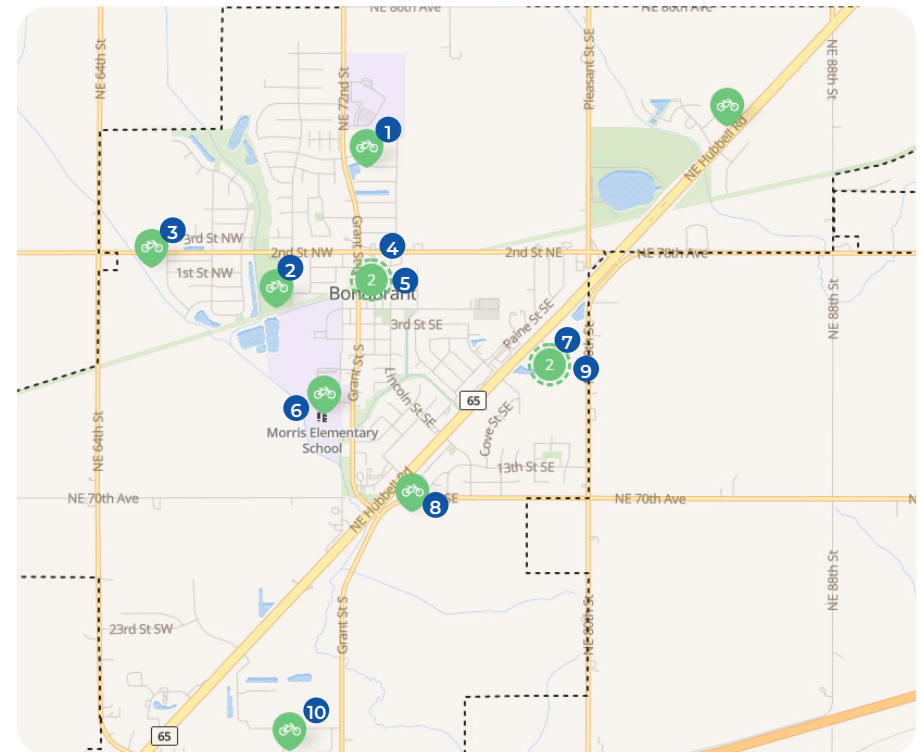 NE 86th Ave
NE 86th Ave
NE 64th St
NE 72nd St
Pleasant St SE
NE 88th St
1
NE Hubbell Rd
3
3rd St NW
Grant St
4
2nd St NW
2nd St NE
NE 78th Ave
1st St NW
2
2
5
Bondurant
NE 88th St
3rd St SE
Paine St SE
7
2
9
Grant St S
Lincoln St SE
65
6
Cove St SE
Morris Elementary
School
NE 64th St
13th St SE
NE 70th Ave
NE Hubbell Rd
8
SE
NE 70th Ave
N
NE 88th St
Grant St S
NE 80th St
23rd St SW
10
65